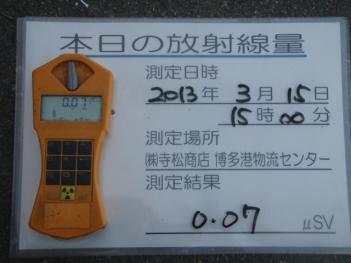 本日の放射線量
測定日時
2013年 3月 15日
15時 00分
測定場所
㈱寺松商店 博多港物流センター
測定結果
0.07 μSV
0.07